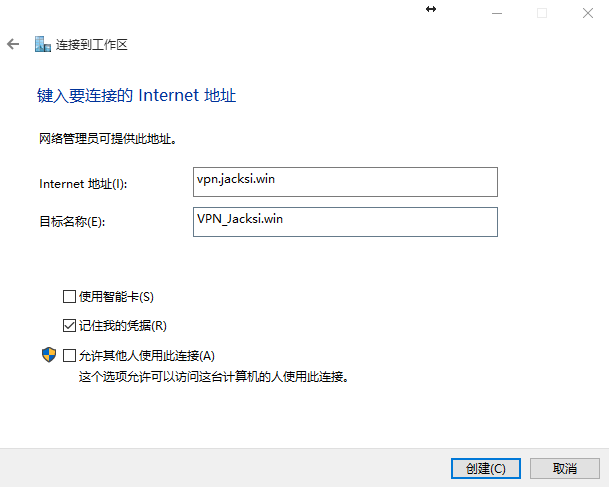 连接到工作区
键入要连接的 Internet 地址
网络管理员可提供此地址。
Internet 地址(I): vpn.jacksi.win
目标名称(E): VPN_Jacksi.win
使用智能卡(S)
记住我的凭据(R)
允许其他人使用此连接(A)
这个选项允许可以访问这台计算机的人使用此连接。
创建(C) 取消